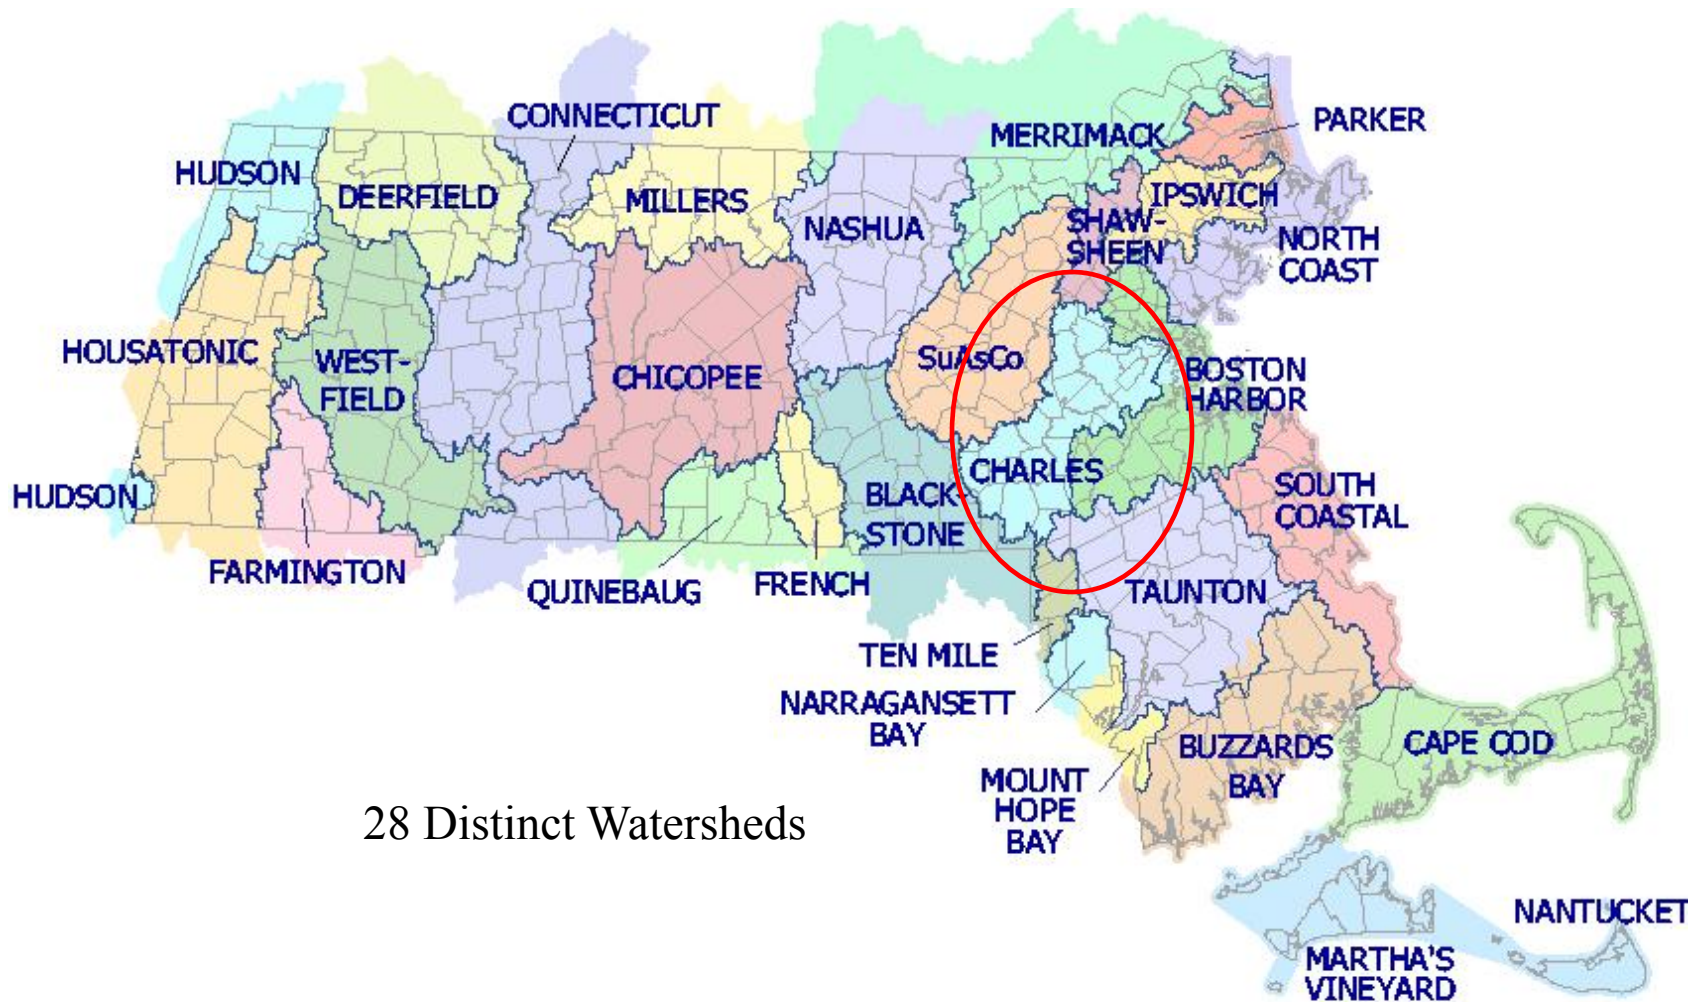 CONNECTICUT
MERRIMACK
PARKER
HUDSON
DEERFIELD
MILLERS
IPSWICH
NASHUA
SHAW-
SHEEN
NORTH
COAST
HOUSATONIC
WEST-
FIELD
CHICOPEE
SuAsCo
BOSTON
HARBOR
CHARLES
HUDSON
BLACK-
STONE
SOUTH
COASTAL
FARMINGTON
QUINEBAUG
FRENCH
TAUNTON
TEN MILE
NARRAGANSETT
BAY
BUZZARDS
BAY
CAPE COD
MOUNT
HOPE
BAY
28 Distinct Watersheds
NANTUCKET
MARTHA'S
VINEYARD